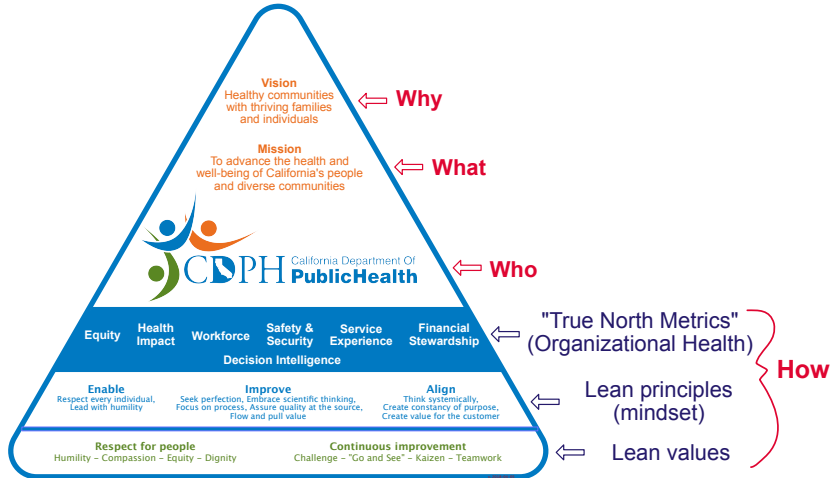 Vision
Healthy communities
with thriving families
and individuals
Why
Mission
To advance the health and
well-being of California's people
and diverse communities
What
CDPH
California Department Of
PublicHealth
Who
Equity
Health
Impact
Workforce
Safety &
Security
Service
Experience
Financial
Stewardship
Decision Intelligence
"True North Metrics"
(Organizational Health)
How
Enable
Respect every individual,
Lead with humility
Improve
Seek perfection, Embrace scientific thinking,
Focus on process, Assure quality at the source,
Flow and pull value
Align
Think systemically,
Create constancy of purpose,
Create value for the customer
Lean principles
(mindset)
Respect for people
Humility – Compassion – Equity – Dignity
Continuous improvement
Challenge – "Go and See" – Kaizen – Teamwork
Lean values